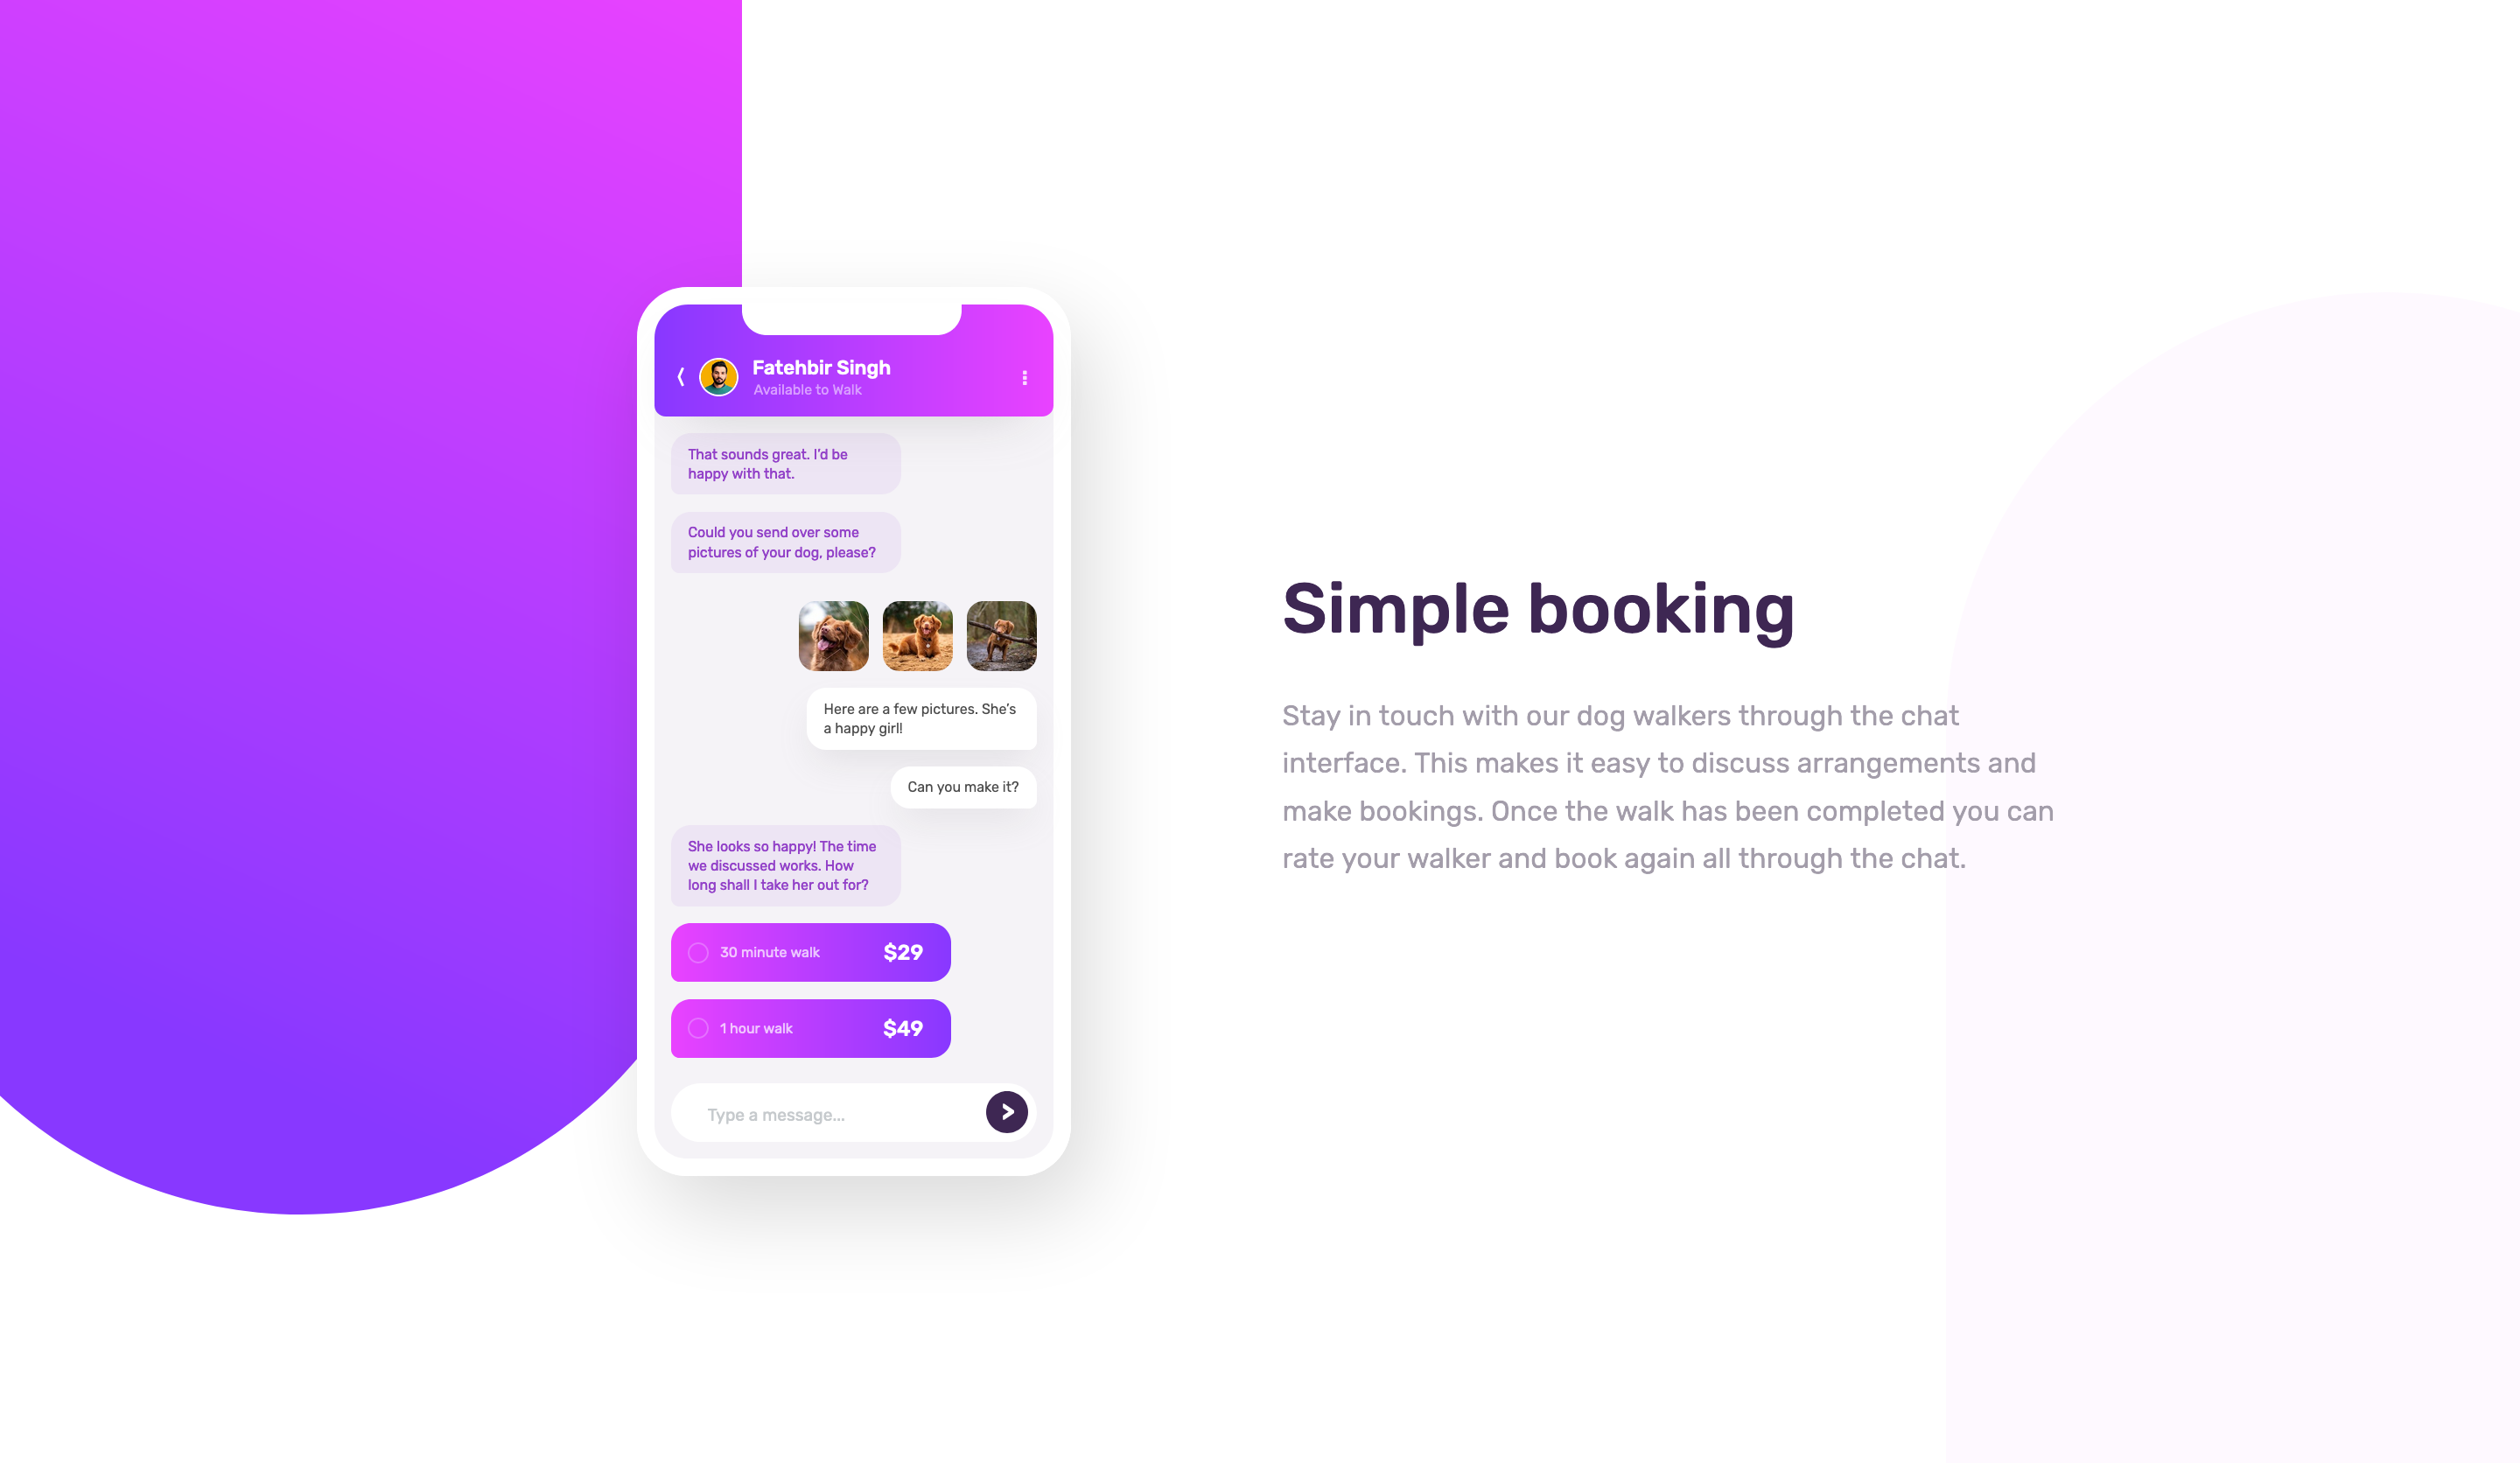 Fatehbir Singh
Available to Walk
That sounds great. I’d be
happy with that.
Could you send over some
pictures of your dog, please?
Here are a few pictures. She’s
a happy girl!
Can you make it?
She looks so happy! The time
we discussed works. How
long shall I take her out for?
30 minute walk $29
1 hour walk $49
Type a message...
Simple booking
Stay in touch with our dog walkers through the chat
interface. This makes it easy to discuss arrangements and
make bookings. Once the walk has been completed you can
rate your walker and book again all through the chat.